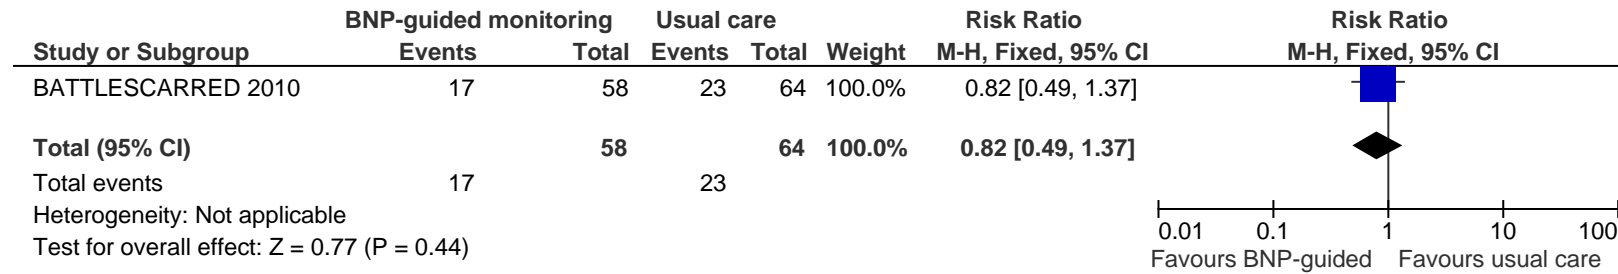 BNP-guided monitoring Usual care Risk Ratio Risk Ratio
Study or Subgroup Events Total Events Total Weight M-H, Fixed, 95% CI M-H, Fixed, 95% CI
BATTLESCARRED 2010 17 58 23 64 100.0% 0.82 [0.49, 1.37]
Total (95% CI) 58 64 100.0% 0.82 [0.49, 1.37]
Total events 17 23
Heterogeneity: Not applicable
Test for overall effect: Z = 0.77 (P = 0.44)
0.01 0.1 1 10 100
Favours BNP-guided Favours usual care